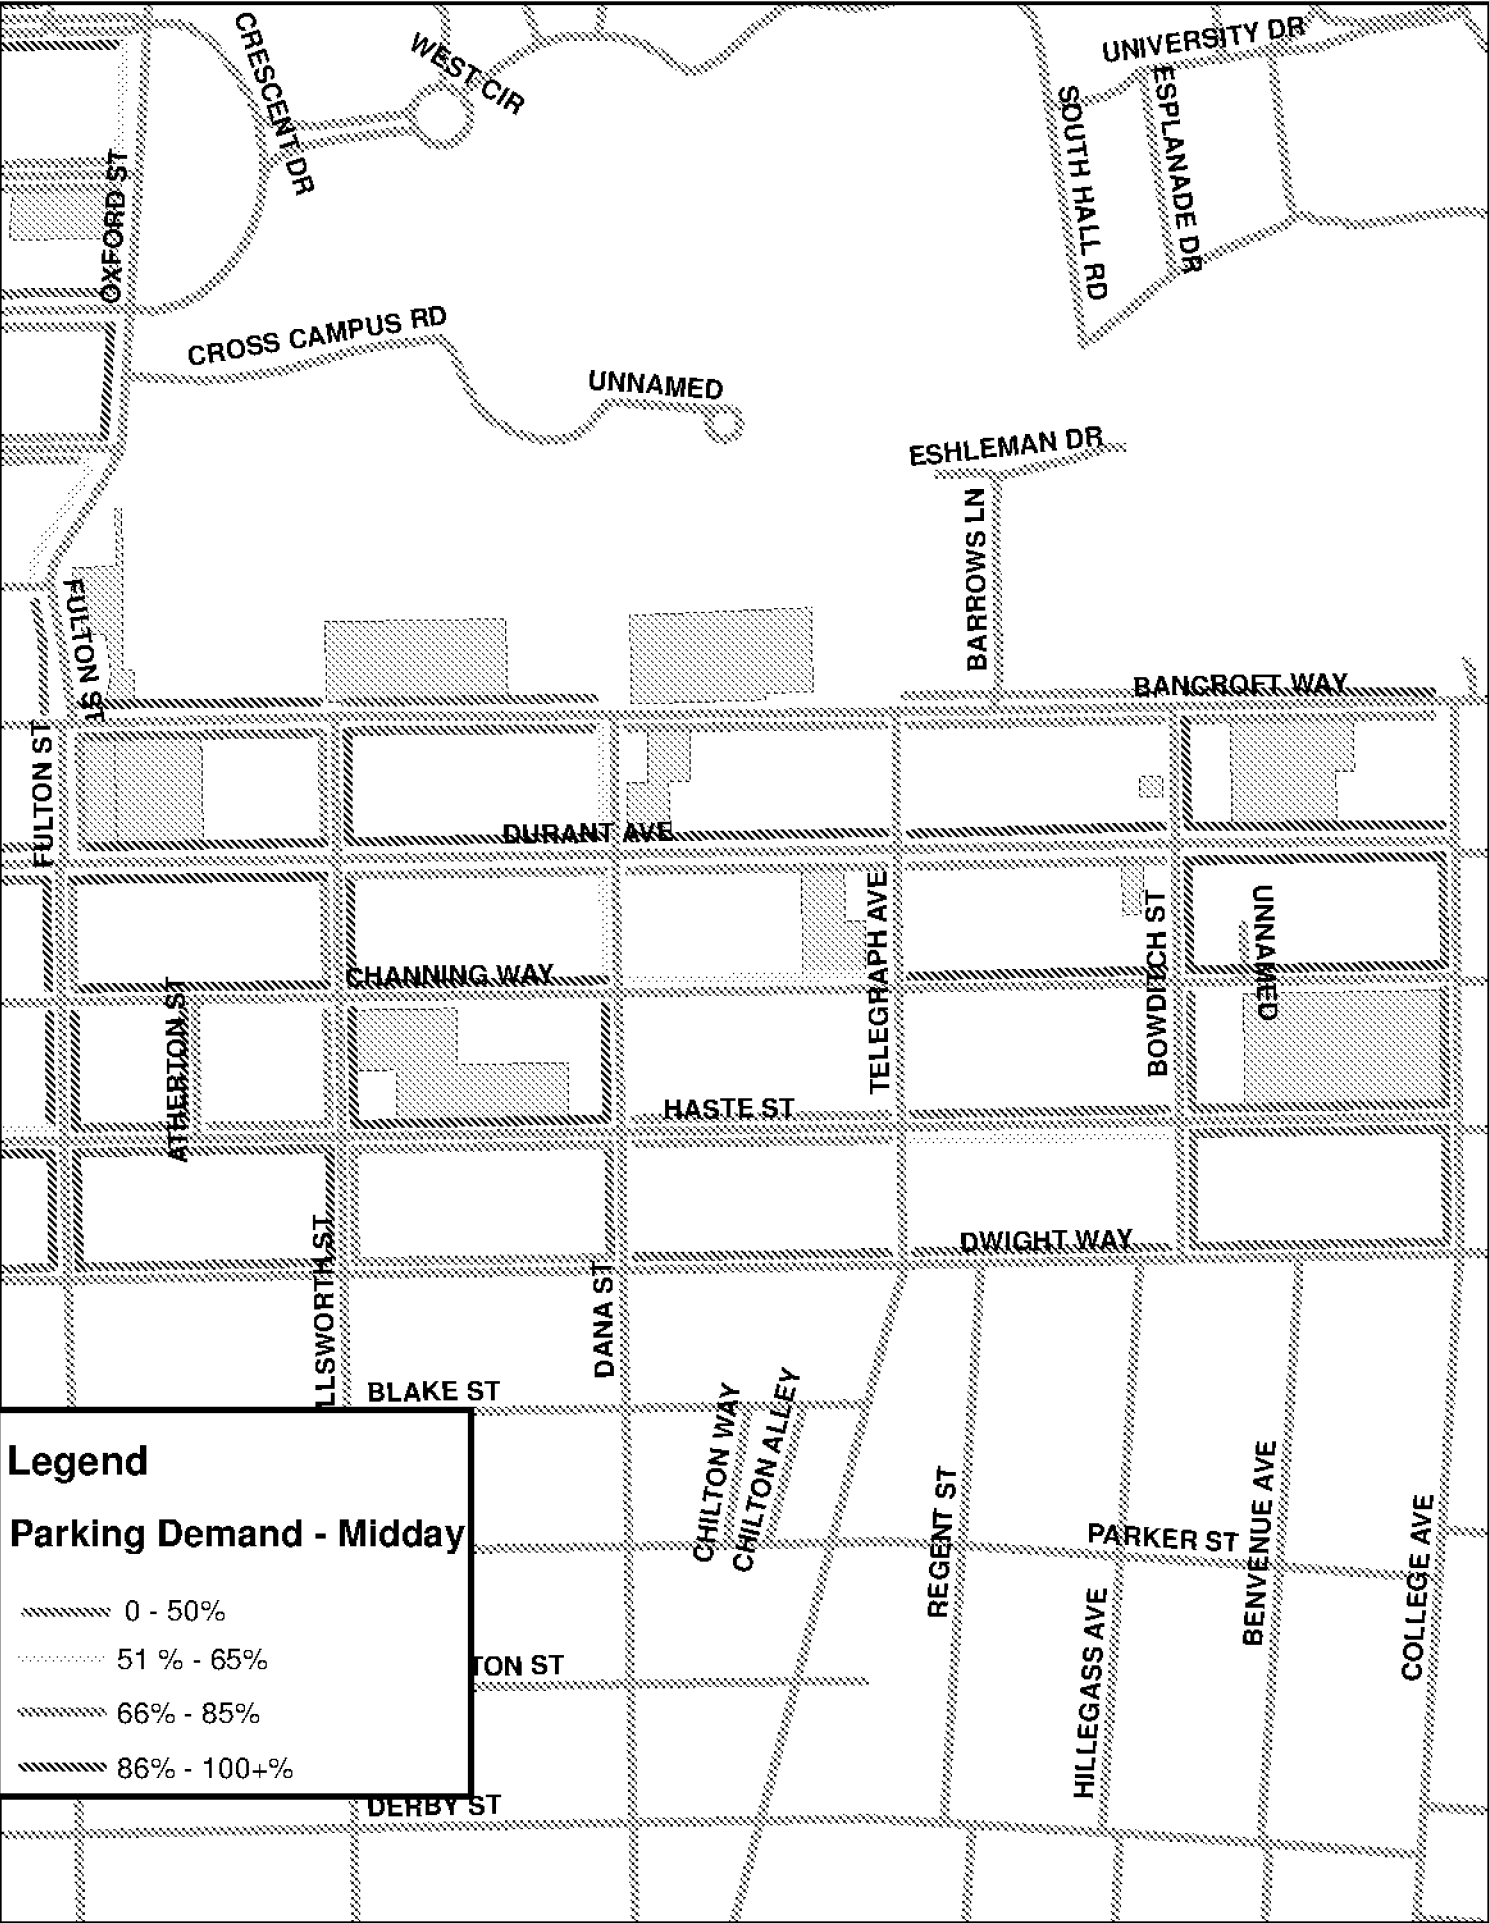 CRESCENT DR
WEST CIR
UNIVERSITY DR
ESPLANADE DR
SOUTH HALL RD
OXFORD ST
CROSS CAMPUS RD
UNNAMED
ESHLEMAN DR
BARROWS LN
FULTON ST
BANCROFT WAY
FULTON ST
DURANT AVE
TELEGRAPH AVE
BOWDITCH ST
UNNAMED
CHANNING WAY
ATHERTON ST
HASTE ST
DWIGHT WAY
LLSWORTH ST
DANA ST
BLAKE ST
CHILTON WAY
CHILTON ALLEY
REGENT ST
PARKER ST
HILLEGASS AVE
BENVENUE AVE
COLLEGE AVE
TON ST
DERBY ST
Legend
Parking Demand - Midday
0 - 50%
51 % - 65%
66% - 85%
86% - 100+%